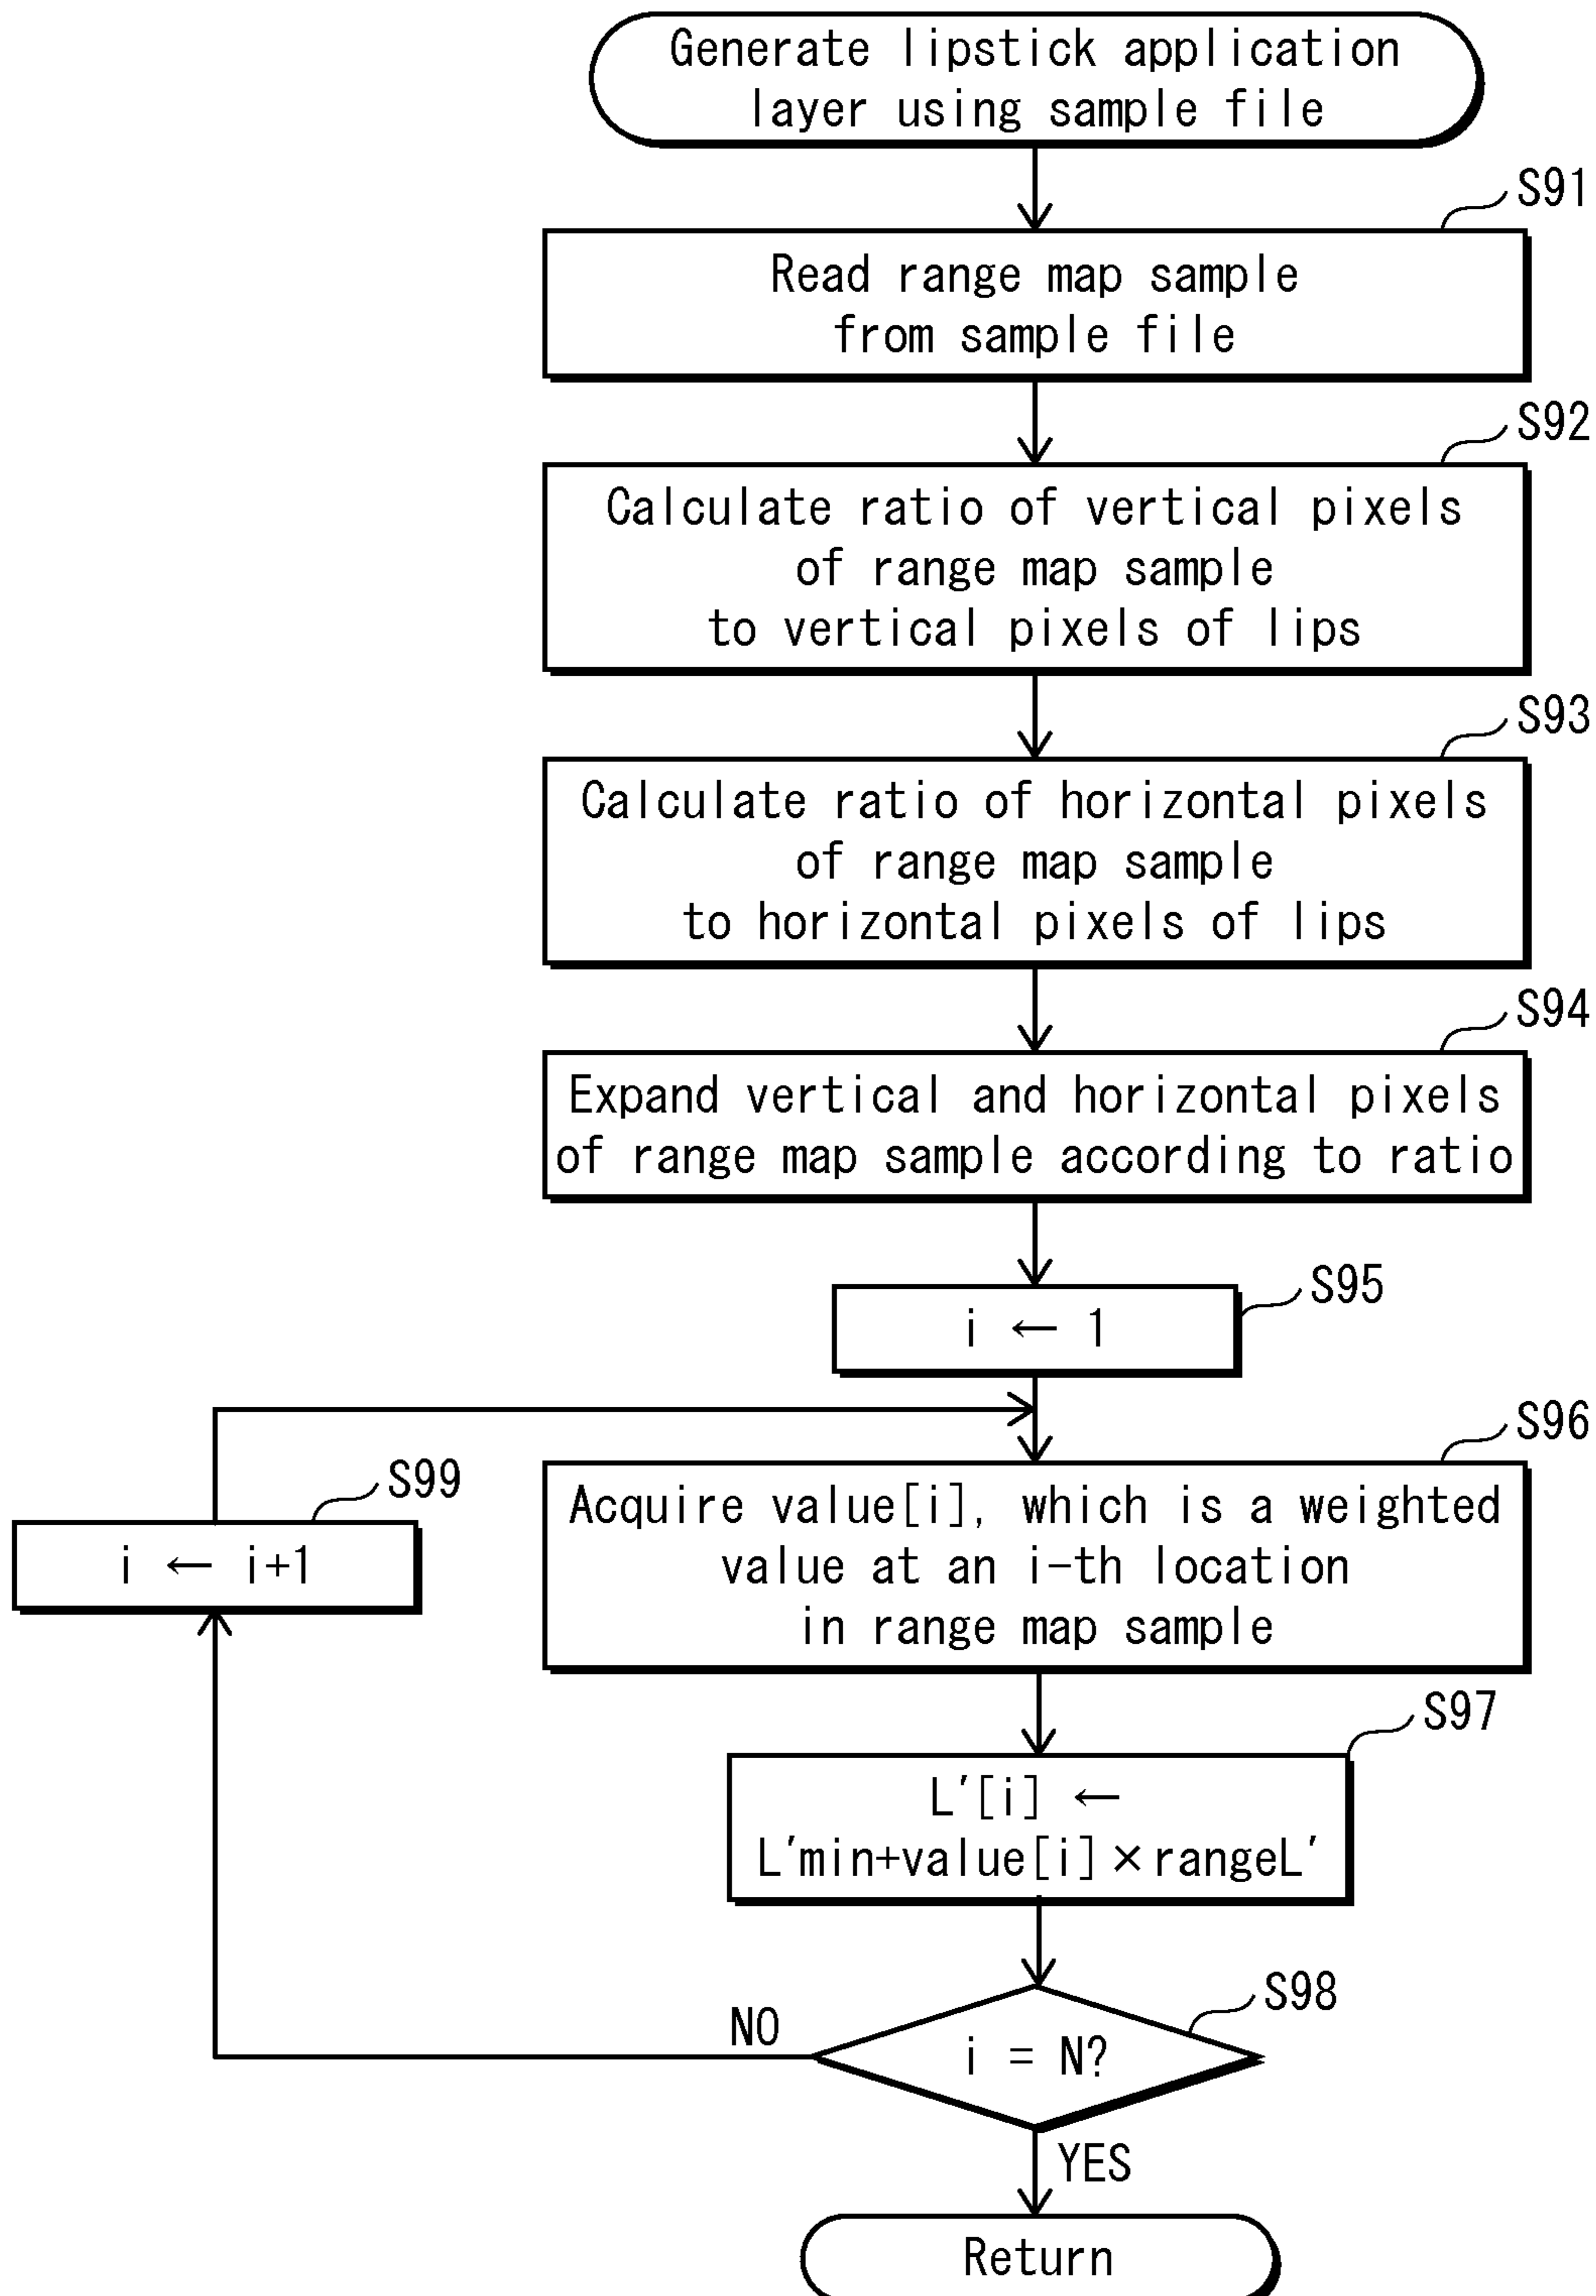 Generate lipstick application
layer using sample file
S91
Read range map sample
from sample file
S92
Calculate ratio of vertical pixels
of range map sample
to vertical pixels of lips
S93
Calculate ratio of horizontal pixels
of range map sample
to horizontal pixels of lips
S94
Expand vertical and horizontal pixels
of range map sample according to ratio
S95
i ← 1
S96
Acquire value[i], which is a weighted
value at an i-th location
in range map sample
S99
i ← i+1
S97
L′[i] ←
L′min+value[i]×rangeL′
S98
i = N?
NO
YES
Return